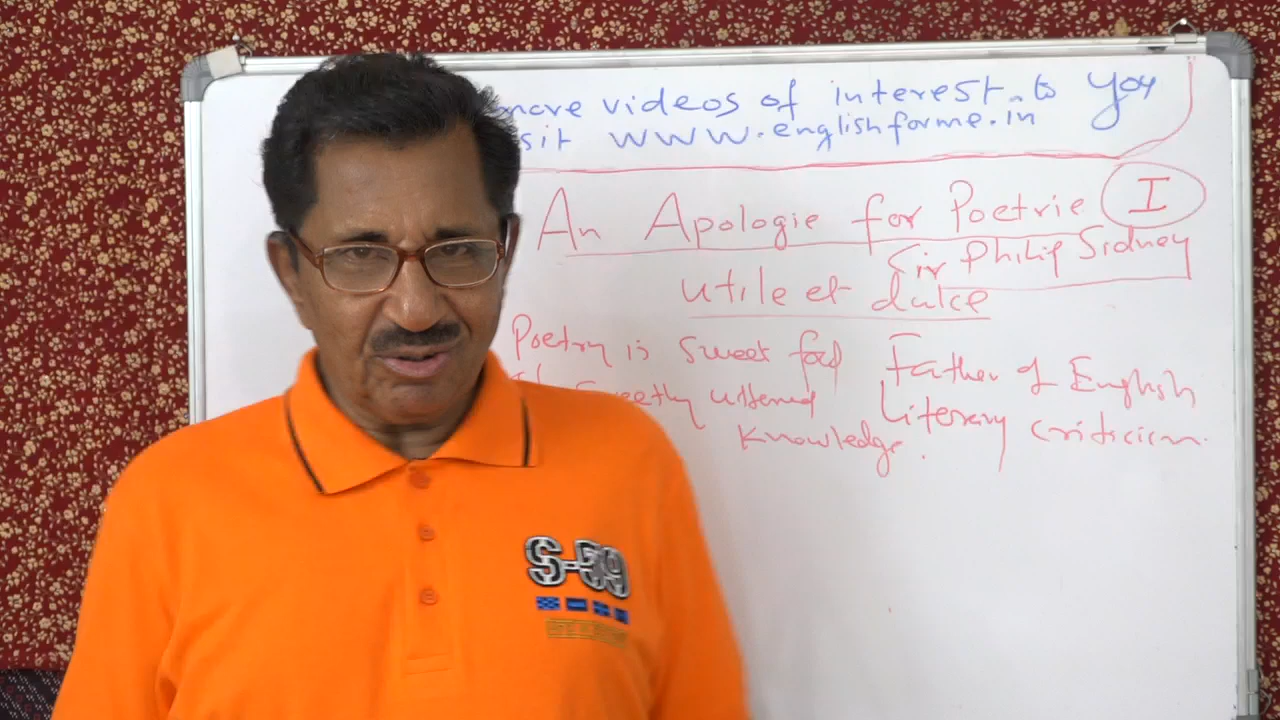 more videos of interest to you
sit www.englishforme.in
An Apologie for Poetrie I
Sir Philip Sidney
utile et dulce
Poetry is sweet food Father of English
sweetly uttered Literary criticism.
Knowledge.
S-59